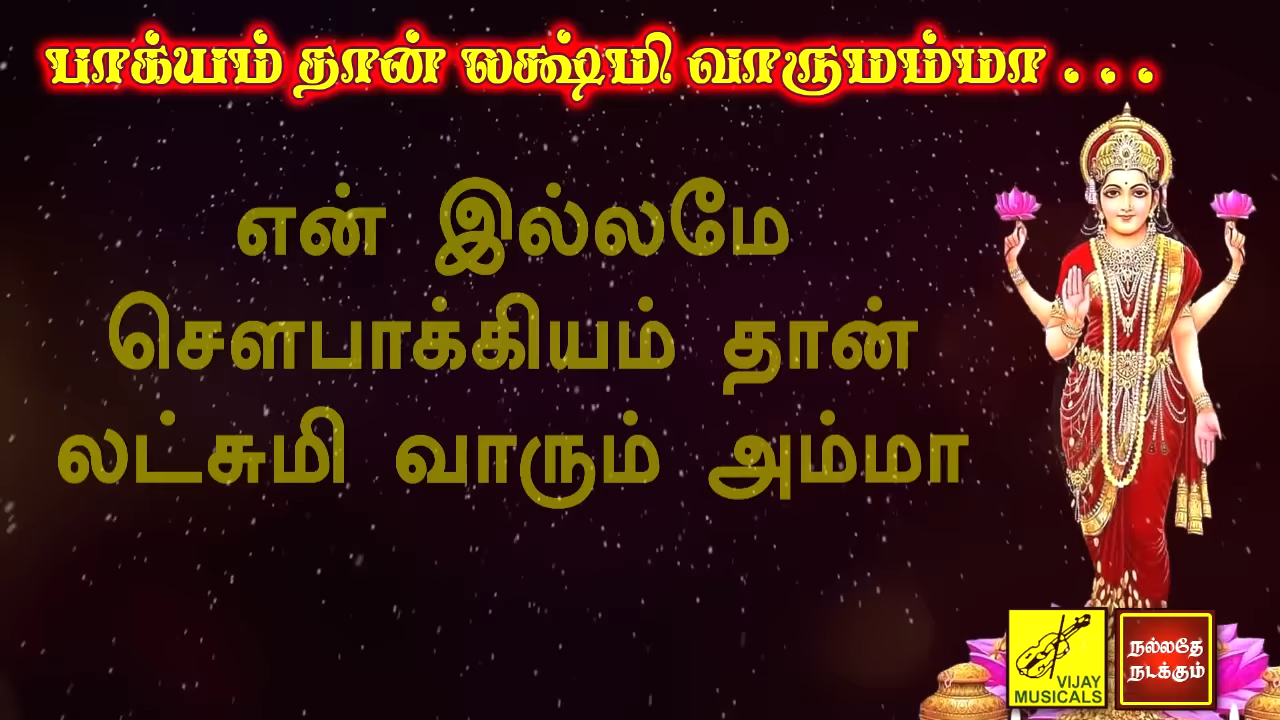 பாக்யம் தான் லக்ஷ்மி வாருமம்மா . . .
என் இல்லமே
சௌபாக்கியம் தான்
லட்சுமி வாரும் அம்மா
VIJAY
MUSICALS
நல்லதே
நடக்கும்